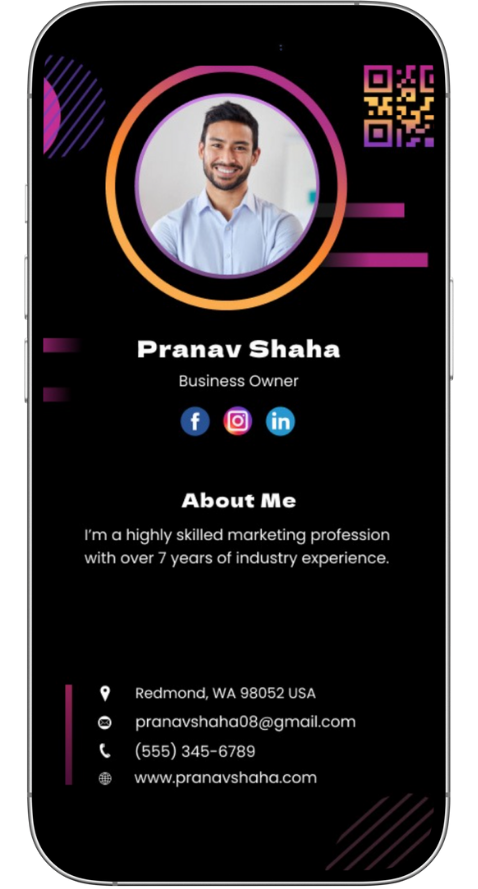 Pranav Shaha
Business Owner
f
in
About Me
I'm a highly skilled marketing profession
with over 7 years of industry experience.
Redmond, WA 98052 USA
pranavshaha08@gmail.com
(555) 345-6789
www.pranavshaha.com